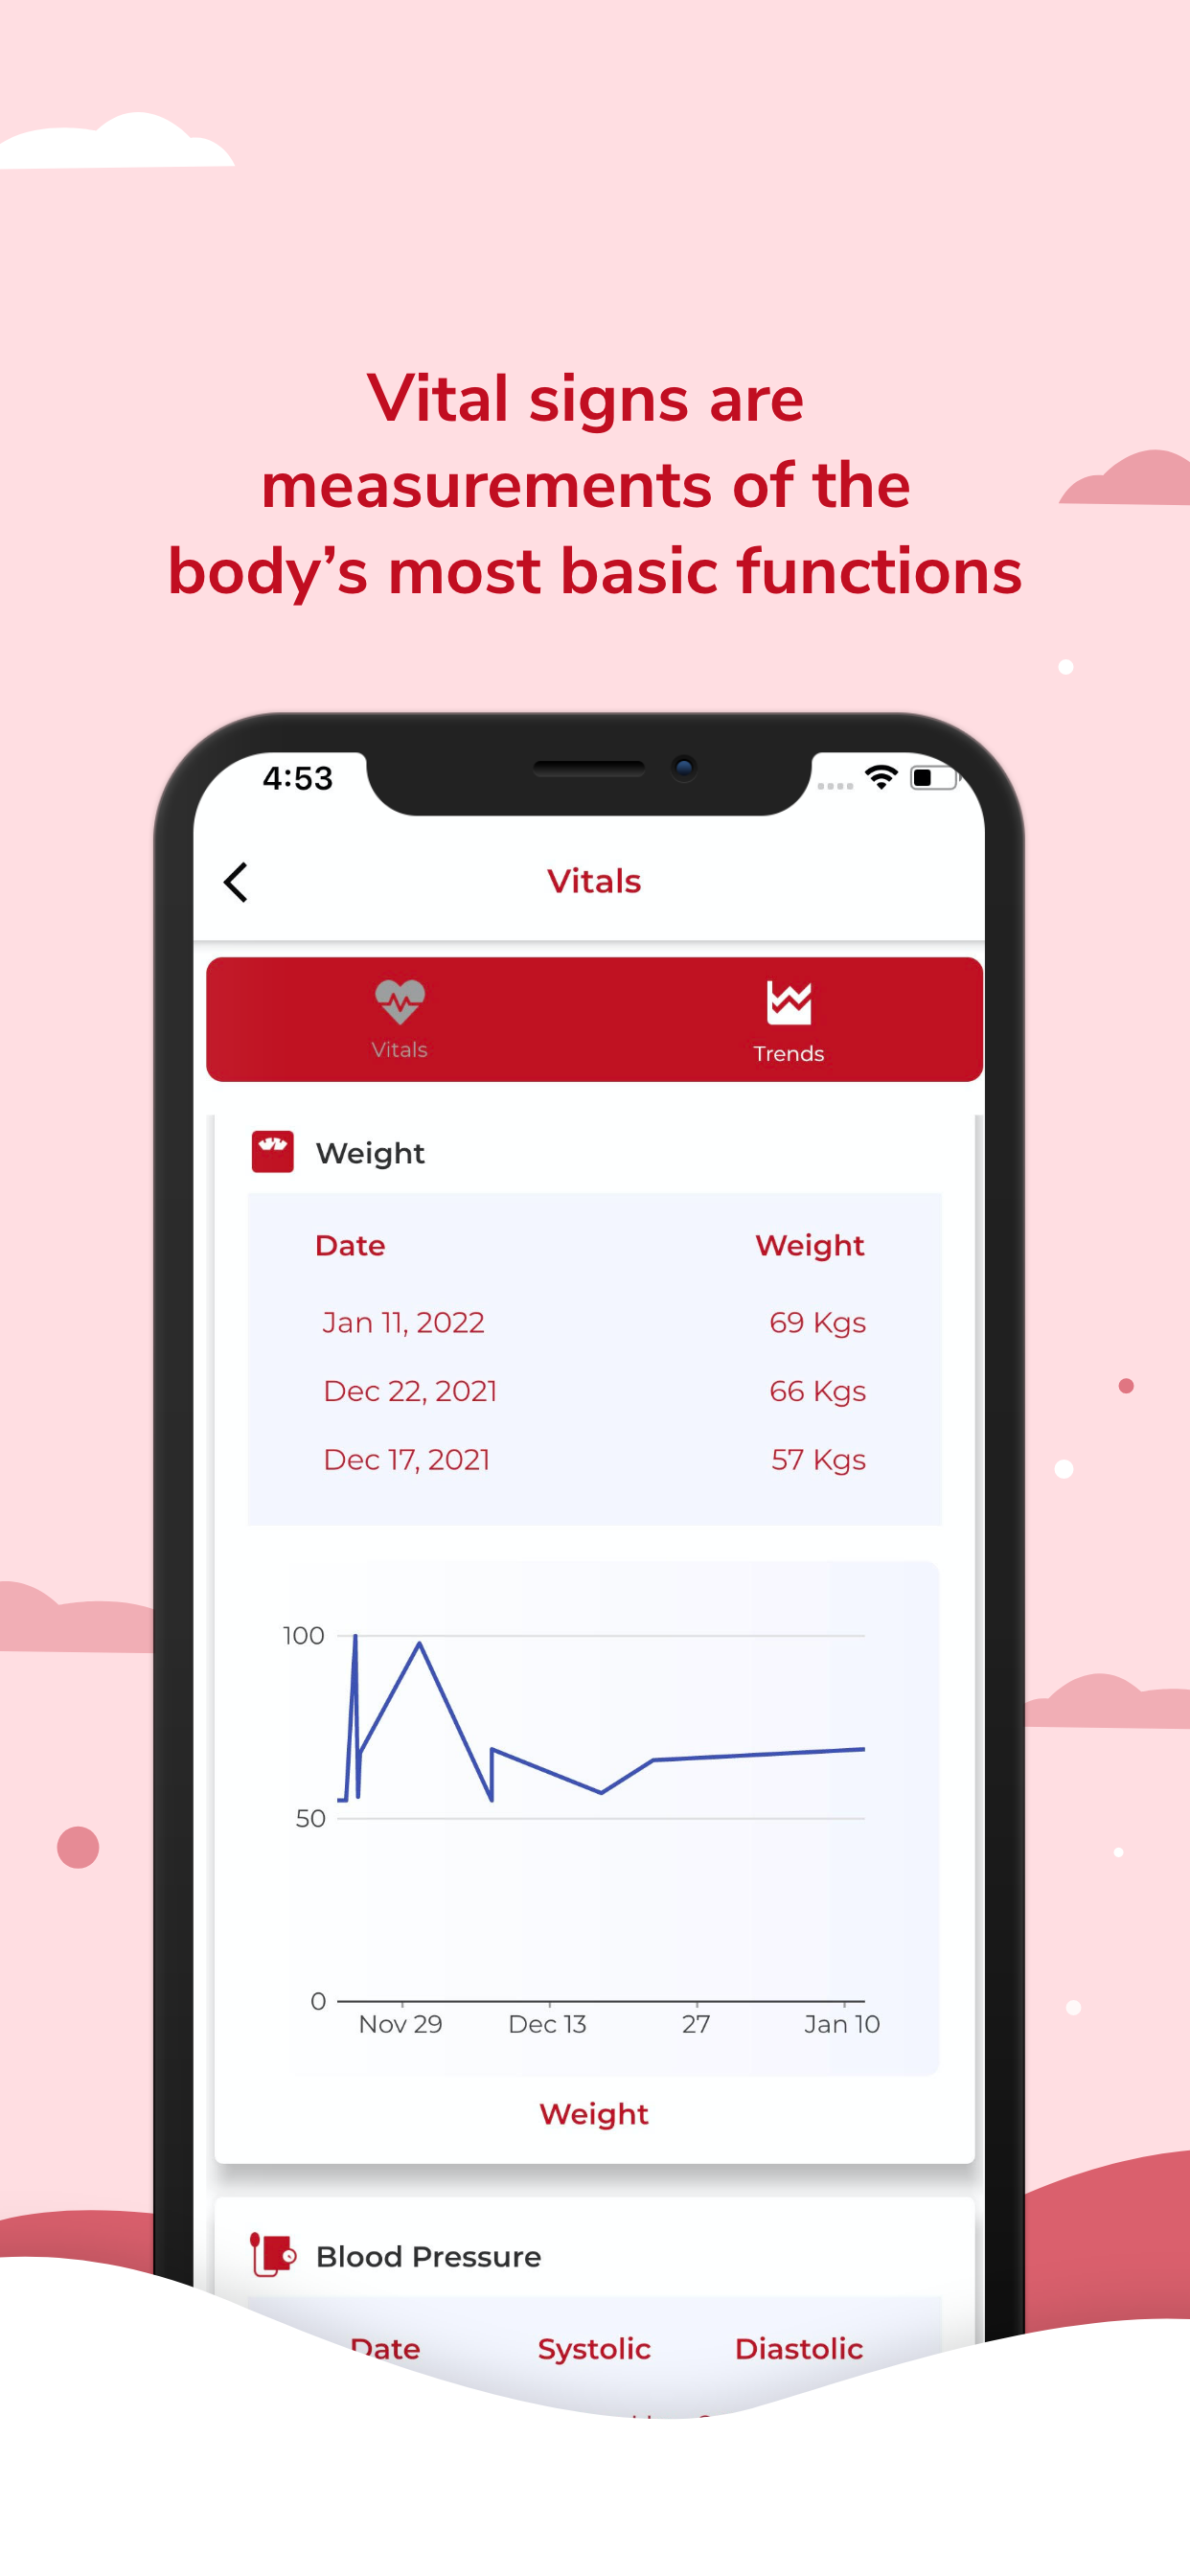 Vital signs are
measurements of the
body’s most basic functions
4:53
Vitals
Vitals
Trends
Weight
Date Weight
Jan 11, 2022 69 Kgs
Dec 22, 2021 66 Kgs
Dec 17, 2021 57 Kgs
100
50
0
Nov 29 Dec 13 27 Jan 10
Weight
Blood Pressure
Date Systolic Diastolic